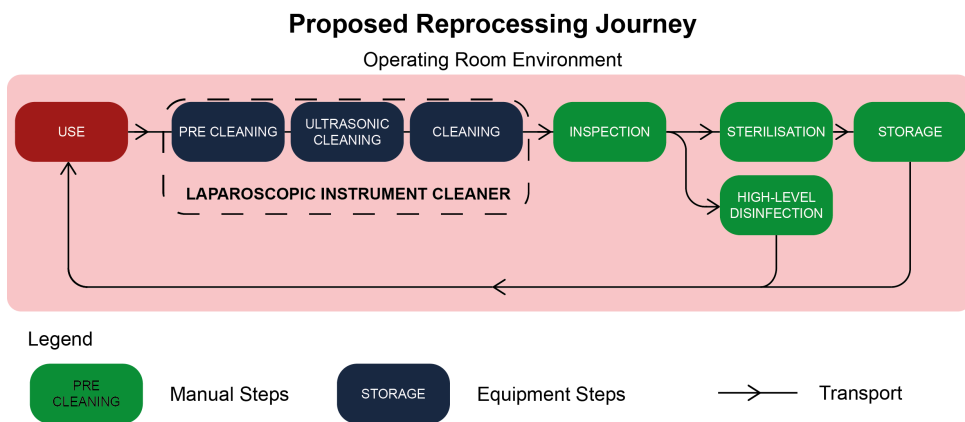 Proposed Reprocessing Journey
Operating Room Environment
USE
PRE CLEANING
ULTRASONIC
CLEANING
CLEANING
INSPECTION
STERILISATION
STORAGE
LAPAROSCOPIC INSTRUMENT CLEANER
HIGH-LEVEL
DISINFECTION
Legend
PRE
CLEANING
Manual Steps
STORAGE
Equipment Steps
Transport